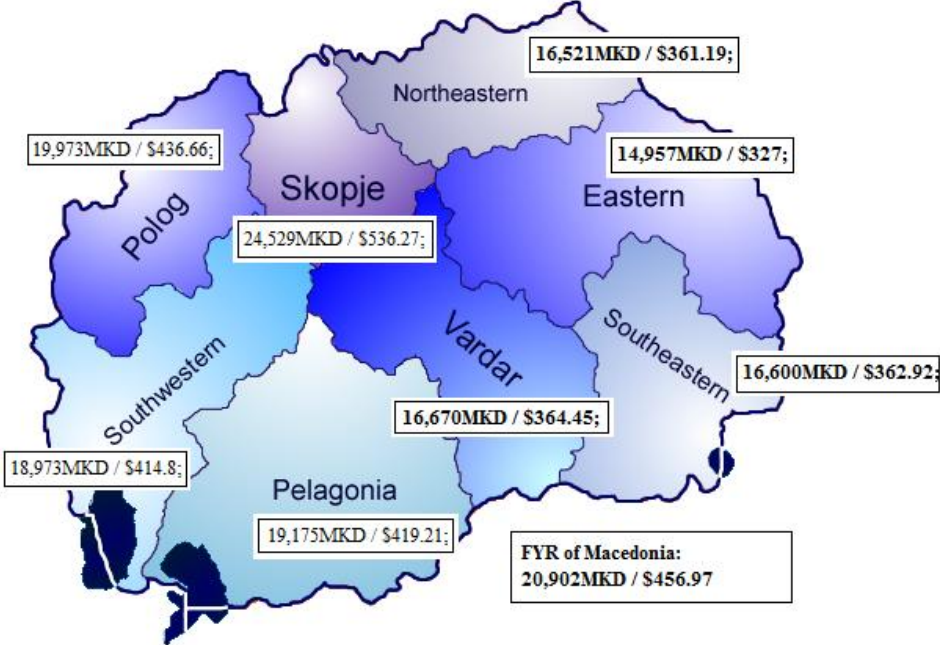 16,521MKD / $361.19;
Northeastern
19,973MKD / $436.66;
14,957MKD / $327;
Skopje
Eastern
Polog
24,529MKD / $536.27;
Vardar
Southeastern
Southwestern
16,600MKD / $362.92;
16,670MKD / $364.45;
18,973MKD / $414.8;
Pelagonia
19,175MKD / $419.21;
FYR of Macedonia:
20,902MKD / $456.97